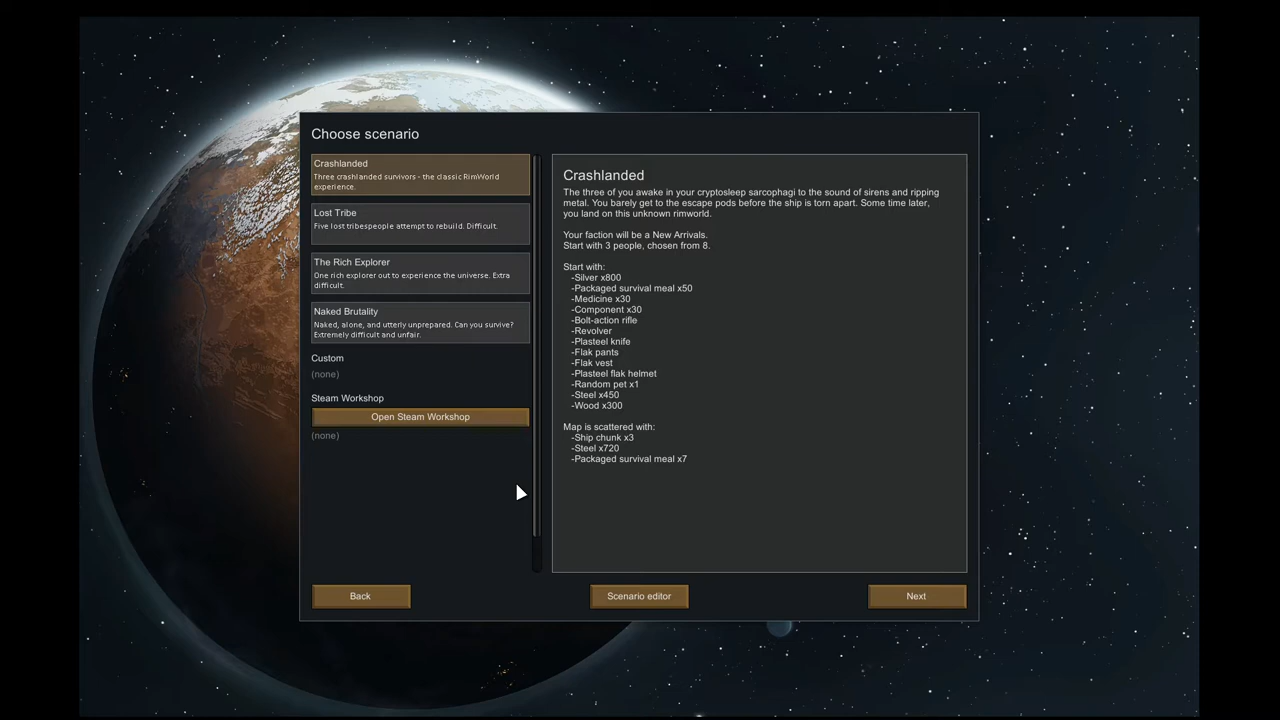 Choose scenario
Crashlanded
Three crashlanded survivors - the classic RimWorld
experience.
Lost Tribe
Five lost tribespeople attempt to rebuild. Difficult.
The Rich Explorer
One rich explorer out to experience the universe. Extra
difficult.
Naked Brutality
Naked, alone, and utterly unprepared. Can you survive?
Extremely difficult and unfair.
Custom
(none)
Steam Workshop
Open Steam Workshop
(none)
Crashlanded
The three of you awake in your cryptosleep sarcophagi to the sound of sirens and ripping
metal. You barely get to the escape pods before the ship is torn apart. Some time later,
you land on this unknown rimworld.
Your faction will be a New Arrivals.
Start with 3 people, chosen from 8.
Start with:
-Silver x800
-Packaged survival meal x50
-Medicine x30
-Component x30
-Bolt-action rifle
-Revolver
-Plasteel knife
-Flak pants
-Flak vest
-Plasteel flak helmet
-Random pet x1
-Steel x450
-Wood x300
Map is scattered with:
-Ship chunk x3
-Steel x720
-Packaged survival meal x7
Back
Scenario editor
Next